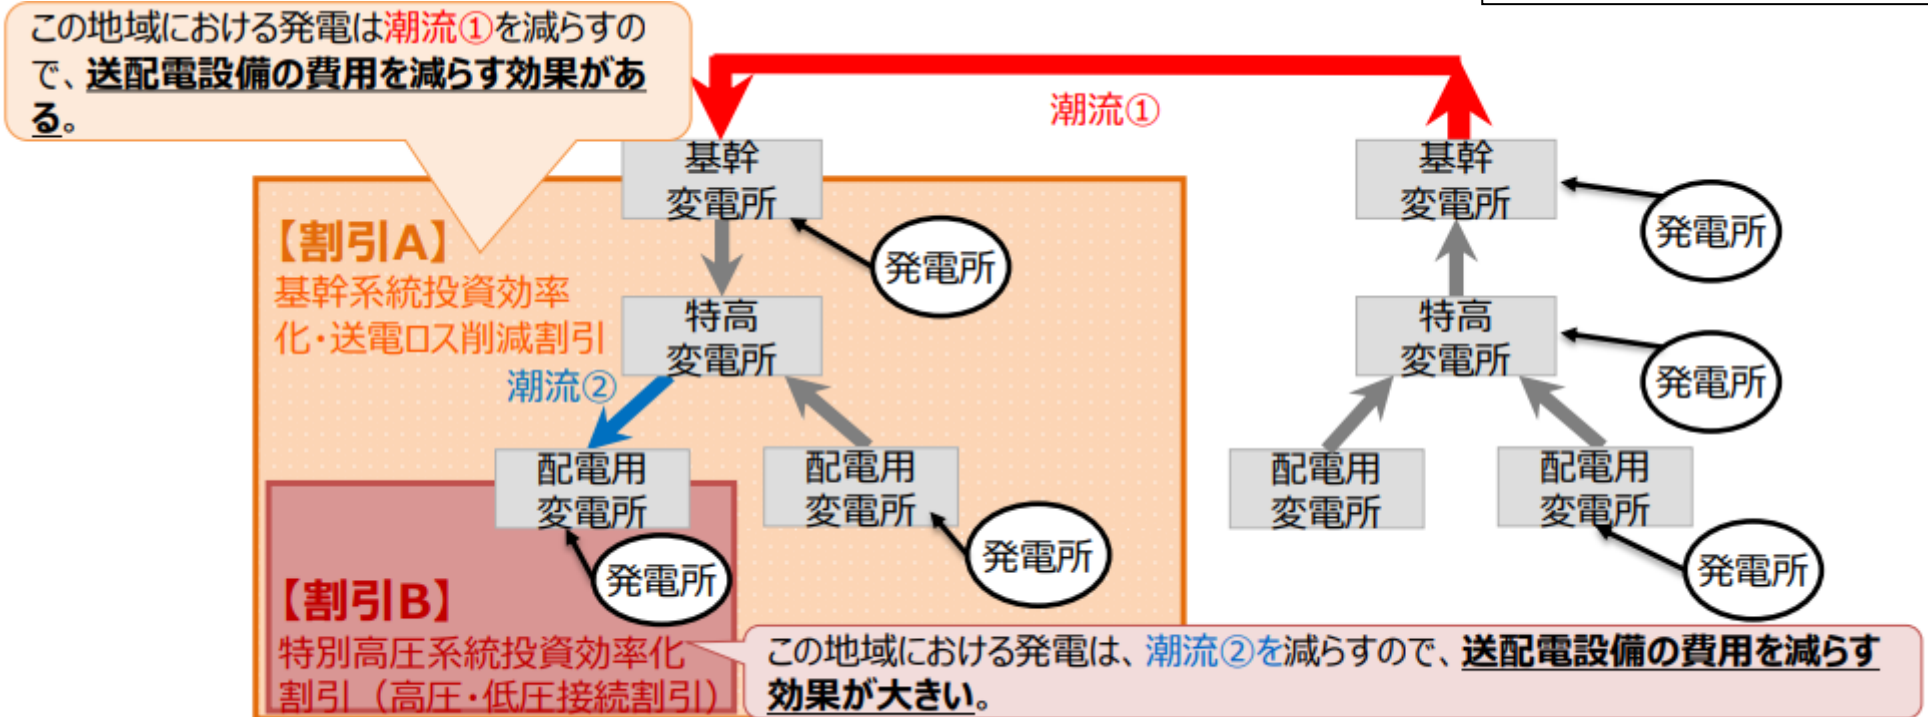 この地域における発電は潮流①を減らすの
で、送配電設備の費用を減らす効果があ
る。
潮流①
基幹
変電所
基幹
変電所
発電所
発電所
【割引A】
基幹系統投資効率
化・送電ロス削減割引
特高
変電所
特高
変電所
発電所
潮流②
配電用
変電所
配電用
変電所
配電用
変電所
配電用
変電所
発電所
発電所
発電所
【割引B】
特別高圧系統投資効率化
割引（高圧・低圧接続割引）
この地域における発電は、潮流②を減らすので、送配電設備の費用を減らす
効果が大きい。